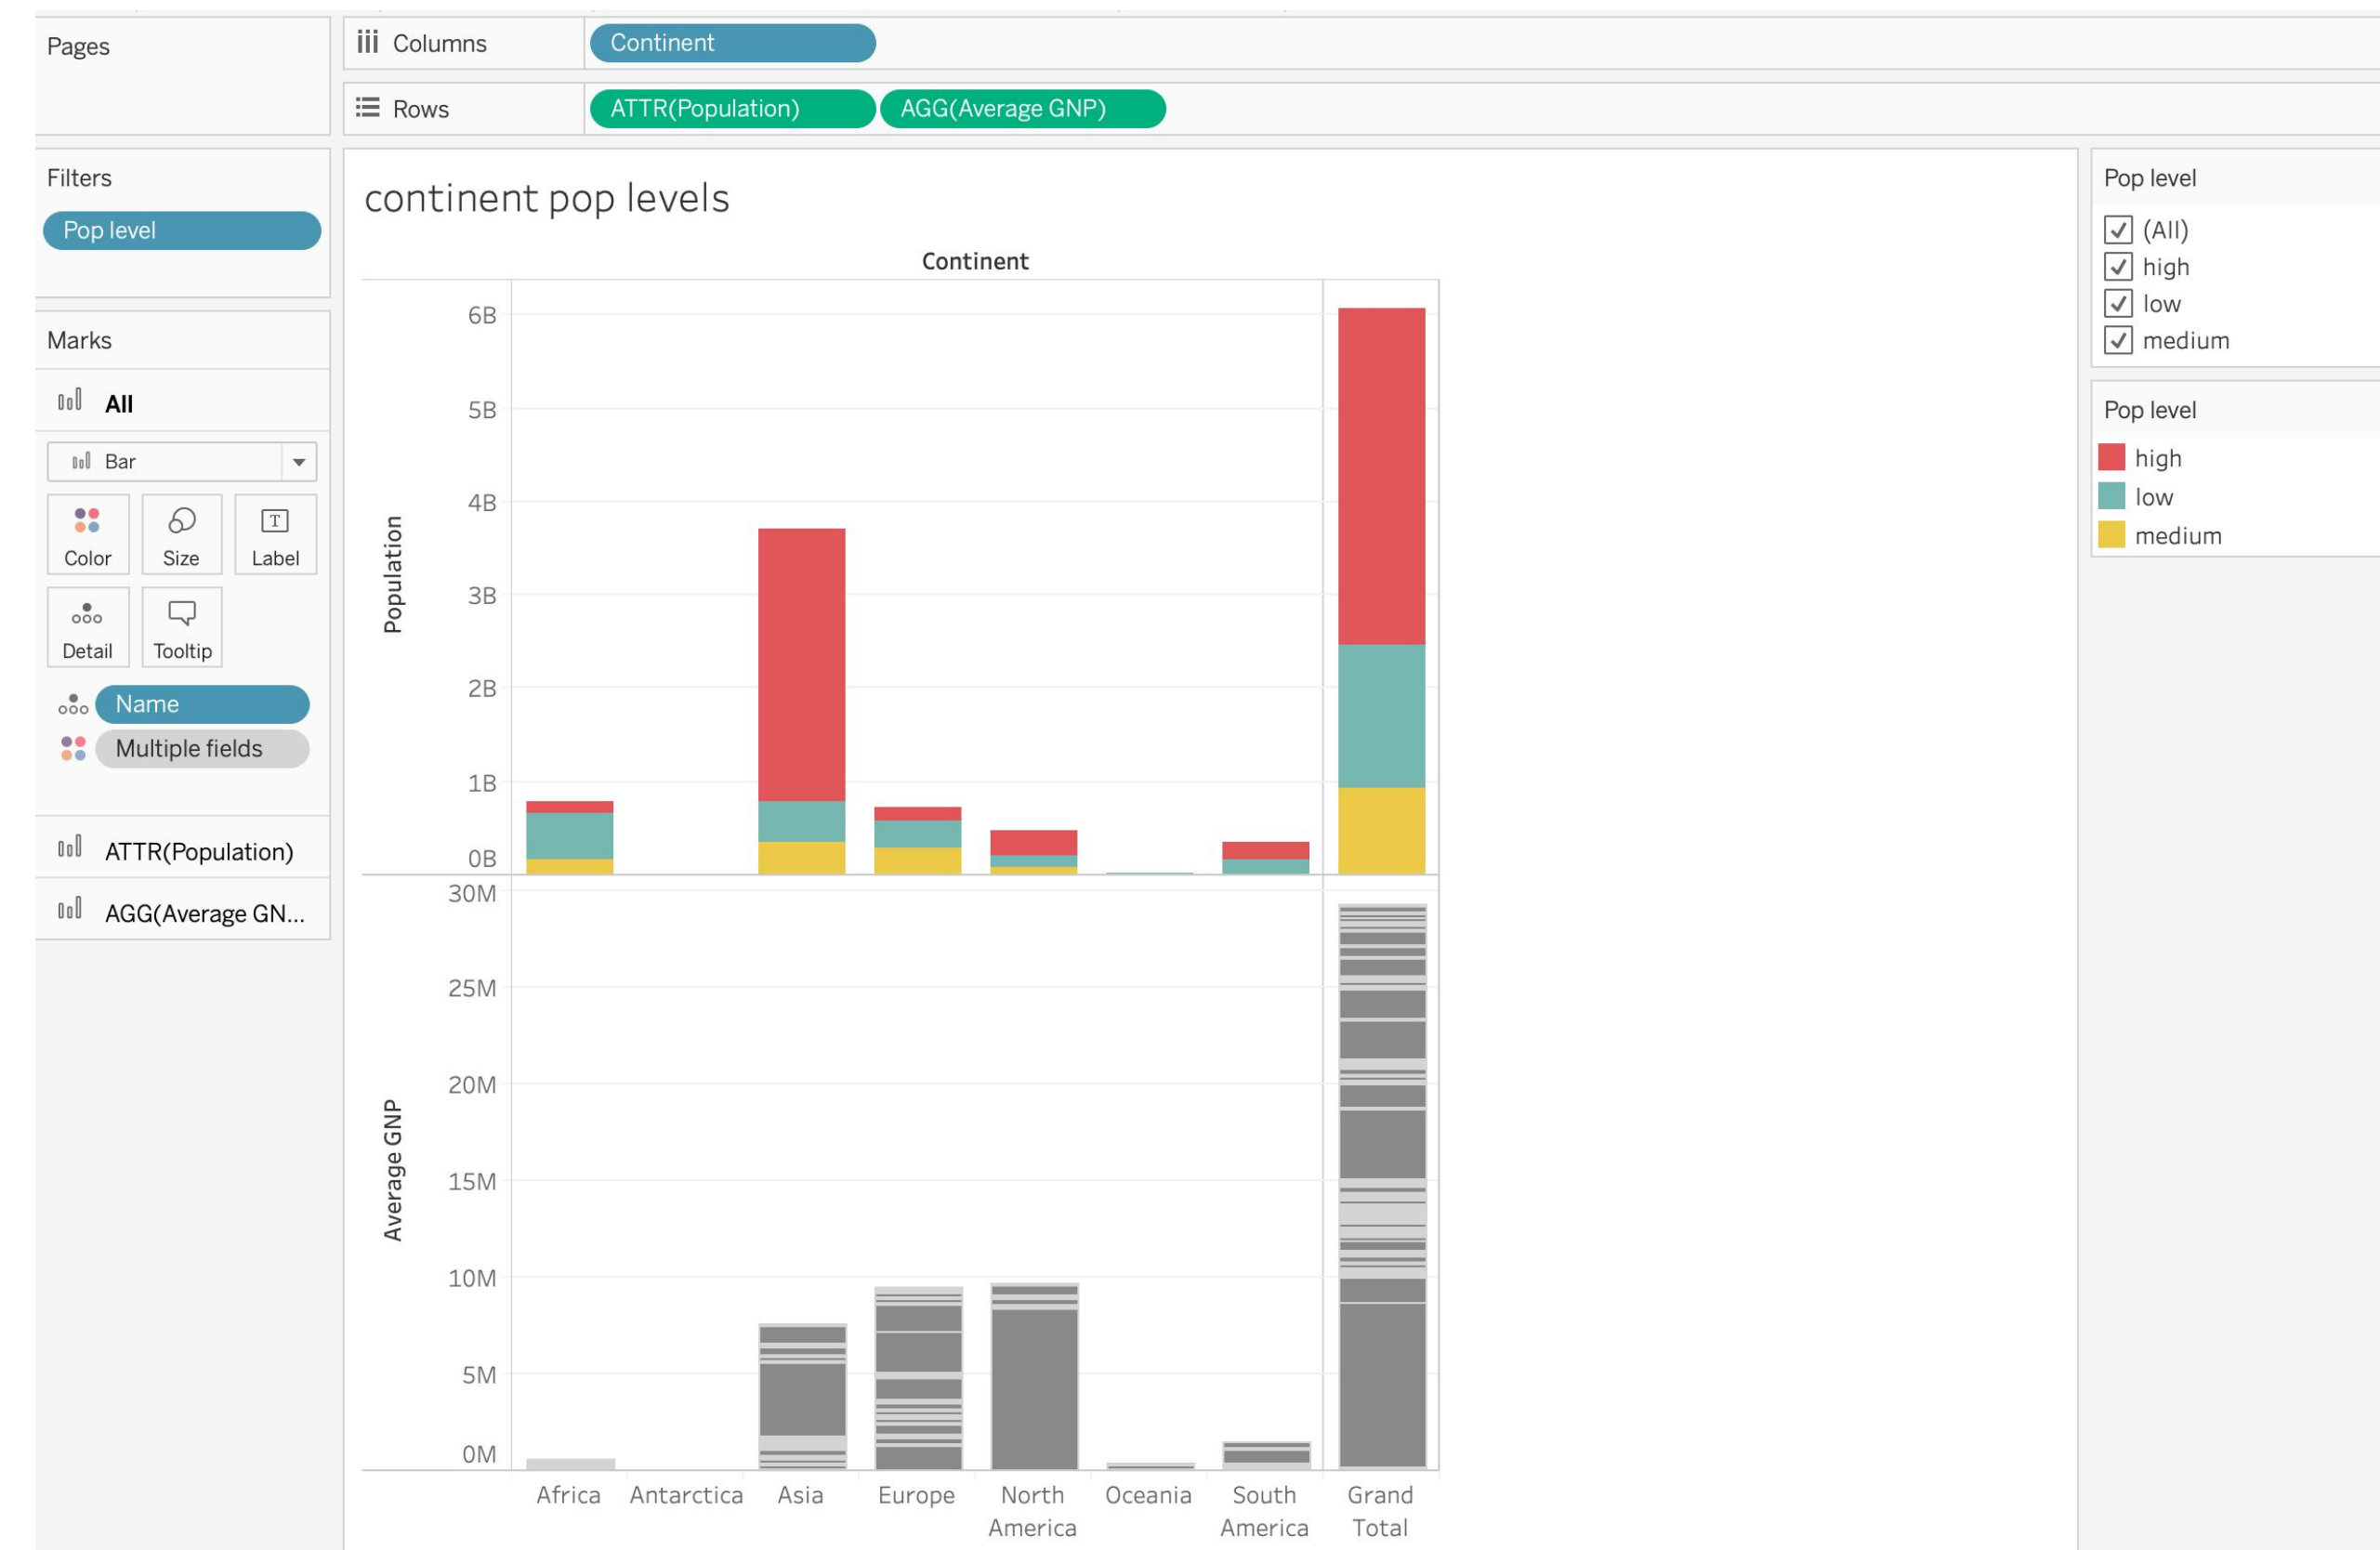 Pages
Columns
Continent
Rows
ATTR(Population)
AGG(Average GNP)
Filters
Pop level
Marks
All
Bar
Color
Size
T
Label
Detail
Tooltip
Name
Multiple fields
ATTR(Population)
AGG(Average GN...
continent pop levels
Continent
Population
6B
5B
4B
3B
2B
1B
0B
Average GNP
30M
25M
20M
15M
10M
5M
0M
Africa
Antarctica
Asia
Europe
North
America
Oceania
South
America
Grand
Total
Pop level
(All)
high
low
medium
Pop level
high
low
medium